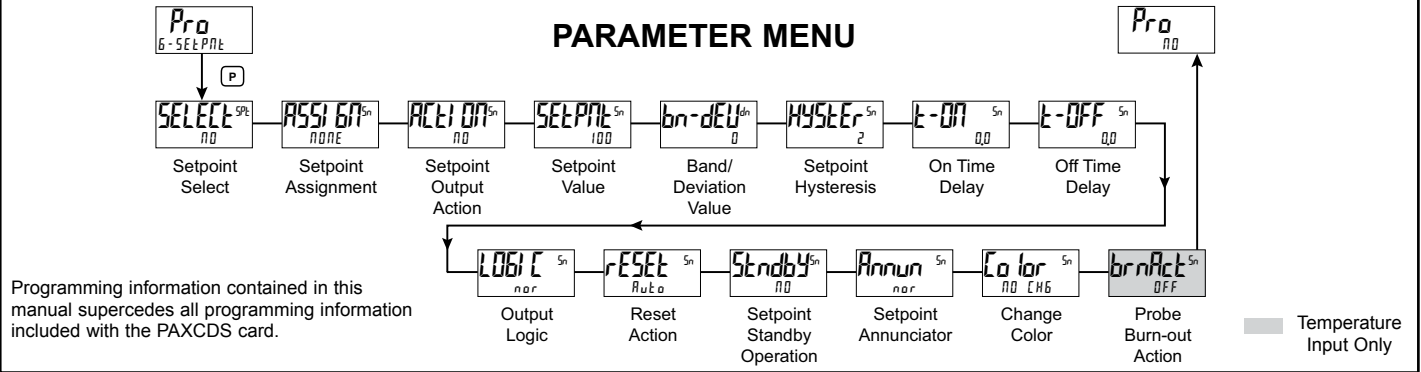 PARAMETER MENU
Pro
6-SEtPNt
P
Pro
NO
SELECt SPt
NO
Setpoint
Select
ASSIGN Sn
NONE
Setpoint
Assignment
ACtION Sn
NO
Setpoint
Output
Action
SEtPNt Sn
100
Setpoint
Value
bn-dEV dn
0
Band/
Deviation
Value
HYStEr Sn
2
Setpoint
Hysteresis
t-ON Sn
0.0
On Time
Delay
t-OFF Sn
0.0
Off Time
Delay
LOGIC Sn
nor
Output
Logic
rESEt Sn
Auto
Reset
Action
Stndby Sn
NO
Setpoint
Standby
Operation
Annun Sn
nor
Setpoint
Annunciator
Color Sn
NO CHG
Change
Color
brnAct Sn
OFF
Probe
Burn-out
Action
Programming information contained in this
manual supercedes all programming information
included with the PAXCDS card.
Temperature
Input Only